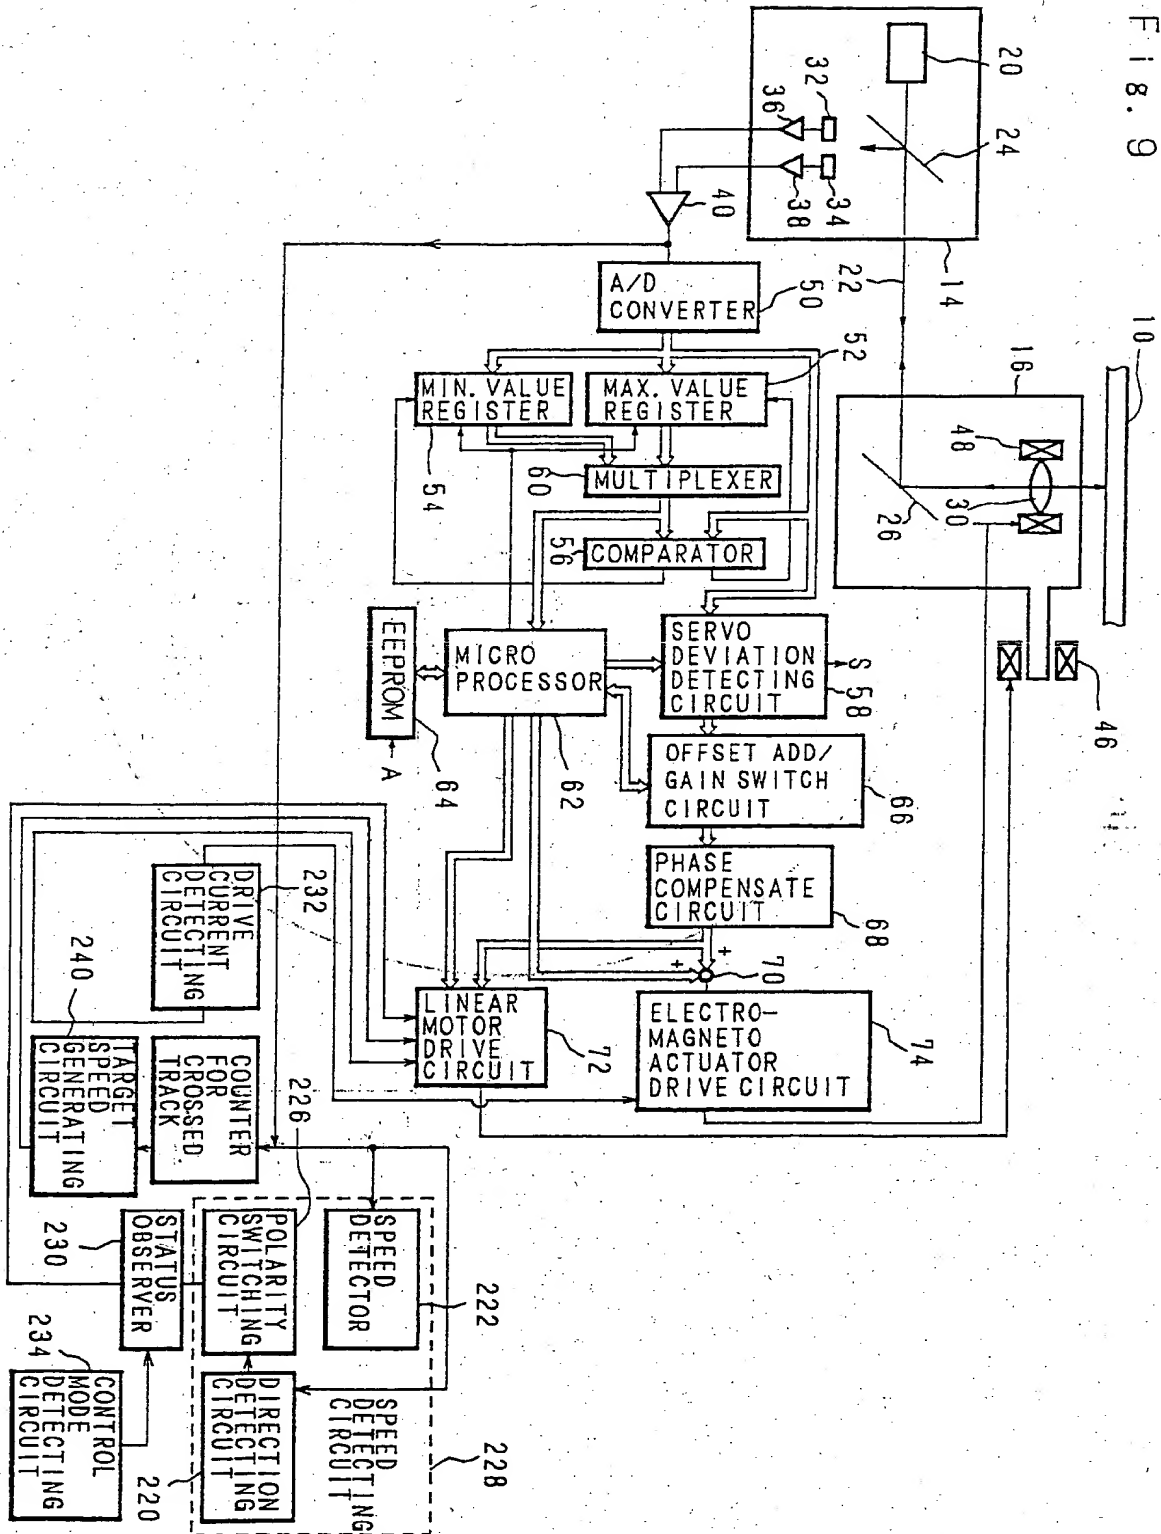 Fig. 9
20
24
32
36
34
38
40
14
22
10
16
48
30
26
46
A/D
CONVERTER
50
52
MAX. VALUE
REGISTER
MIN. VALUE
REGISTER
54
60
MULTIPLEXER
56
COMPARATOR
SERVO
DEVIATION
DETECTING
CIRCUIT
S
58
MICRO
PROCESSOR
62
EEPROM
64
A
OFFSET ADD/
GAIN SWITCH
CIRCUIT
66
PHASE
COMPENSATE
CIRCUIT
68
+
+
70
ELECTRO-
MAGNETO
ACTUATOR
DRIVE CIRCUIT
74
LINEAR
MOTOR
DRIVE
CIRCUIT
72
DRIVE
CURRENT
DETECTING
CIRCUIT
232
240
TARGET
SPEED
GENERATING
CIRCUIT
COUNTER
FOR
CROSSED
TRACK
226
POLARITY
SWITCHING
CIRCUIT
SPEED
DETECTOR
222
230
STATUS
OBSERVER
234
CONTROL
MODE
DETECTING
CIRCUIT
DIRECTION
DETECTING
CIRCUIT
220
SPEED
DETECTING
CIRCUIT
228